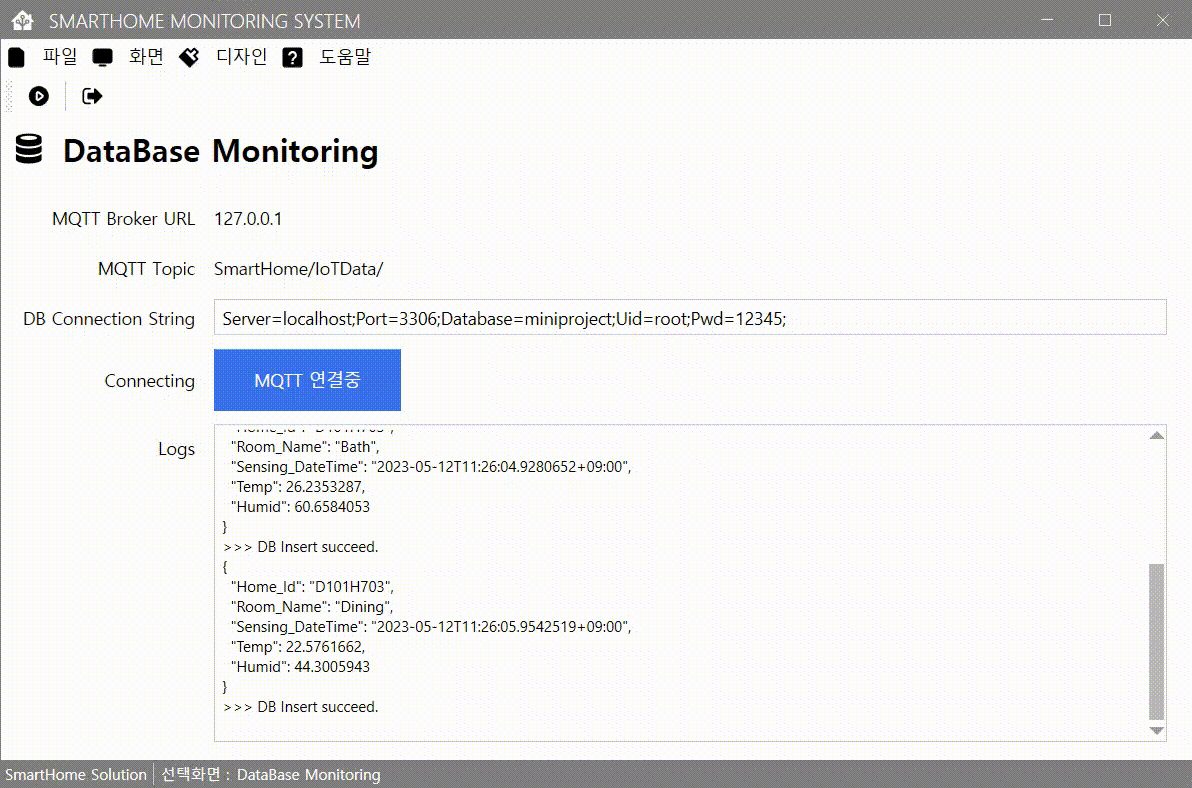 SMARTHOME MONITORING SYSTEM
파일 화면 디자인 도움말
DataBase Monitoring
MQTT Broker URL 127.0.0.1
MQTT Topic SmartHome/IoTData/
DB Connection String Server=localhost;Port=3306;Database=miniproject;Uid=root;Pwd=12345;
Connecting MQTT 연결중
Logs
"Home_Id": "D101H703",
"Room_Name": "Bath",
"Sensing_DateTime": "2023-05-12T11:26:04.9280652+09:00",
"Temp": 26.2353287,
"Humid": 60.6584053
}
>>> DB Insert succeed.
{
"Home_Id": "D101H703",
"Room_Name": "Dining",
"Sensing_DateTime": "2023-05-12T11:26:05.9542519+09:00",
"Temp": 22.5761662,
"Humid": 44.3005943
}
>>> DB Insert succeed.
SmartHome Solution 선택화면 : DataBase Monitoring